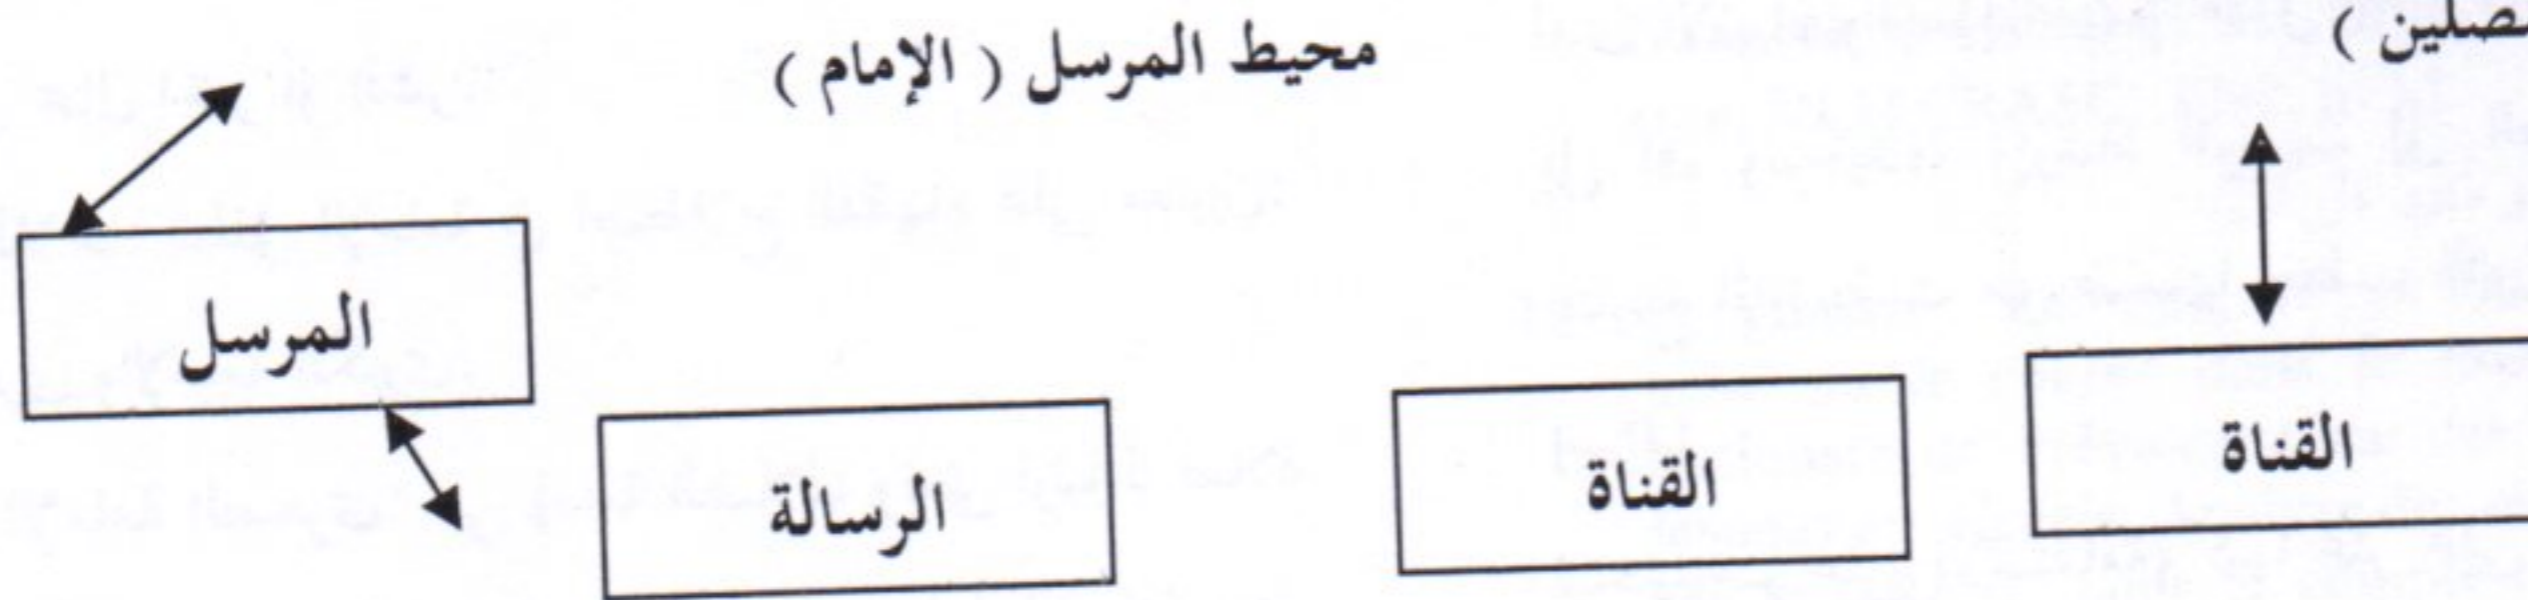 محيط المرسل ( الإمام )
المرسل
القناة
القناة
الرسالة